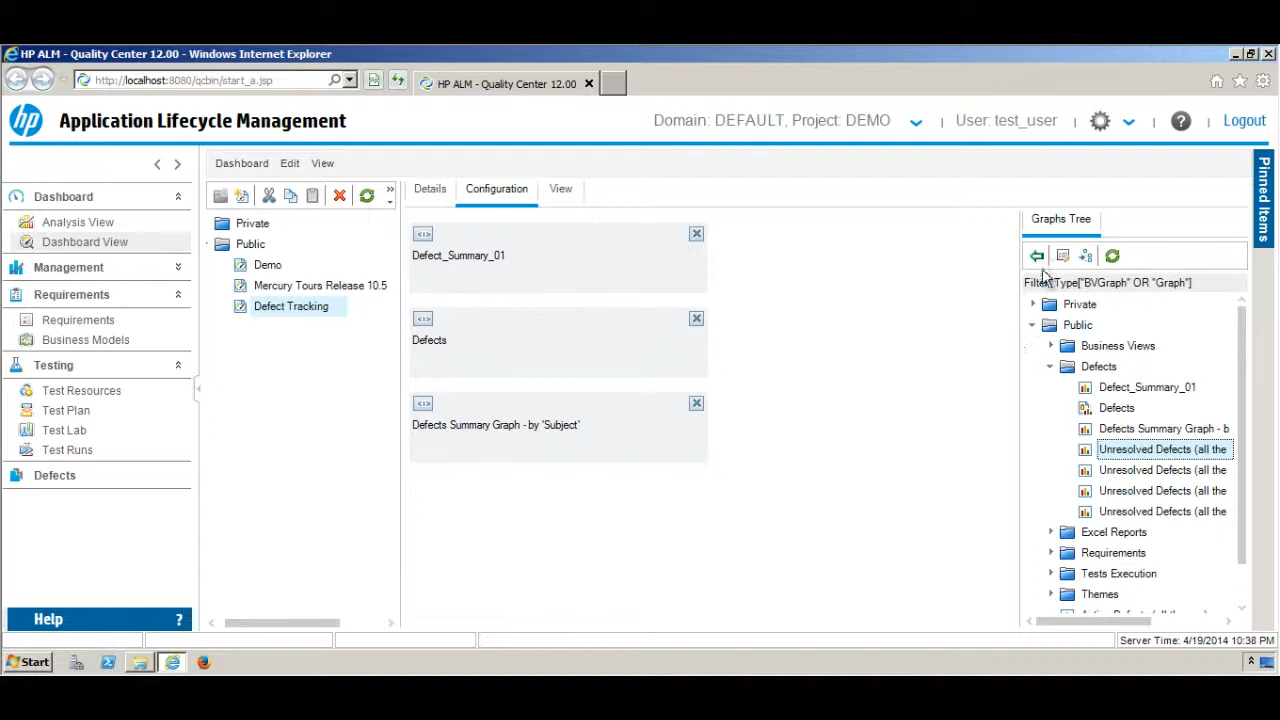 HP ALM - Quality Center 12.00 - Windows Internet Explorer
http://localhost:8080/qcbin/start_a.jsp
HP ALM - Quality Center 12.00
hp
Application Lifecycle Management
Domain: DEFAULT, Project: DEMO
User: test_user
Logout
Pinned Items
Dashboard
Analysis View
Dashboard View
Management
Requirements
Requirements
Business Models
Testing
Test Resources
Test Plan
Test Lab
Test Runs
Defects
Help ?
Dashboard Edit View
Private
Public
Demo
Mercury Tours Release 10.5
Defect Tracking
Details Configuration View
Defect_Summary_01
Defects
Defects Summary Graph - by 'Subject'
Graphs Tree
Type["BVGraph" OR "Graph"]
Private
Public
Business Views
Defects
Defect_Summary_01
Defects
Defects Summary Graph - b
Unresolved Defects (all the
Unresolved Defects (all the
Unresolved Defects (all the
Unresolved Defects (all the
Excel Reports
Requirements
Tests Execution
Themes
Server Time: 4/19/2014 10:38 PM
Start